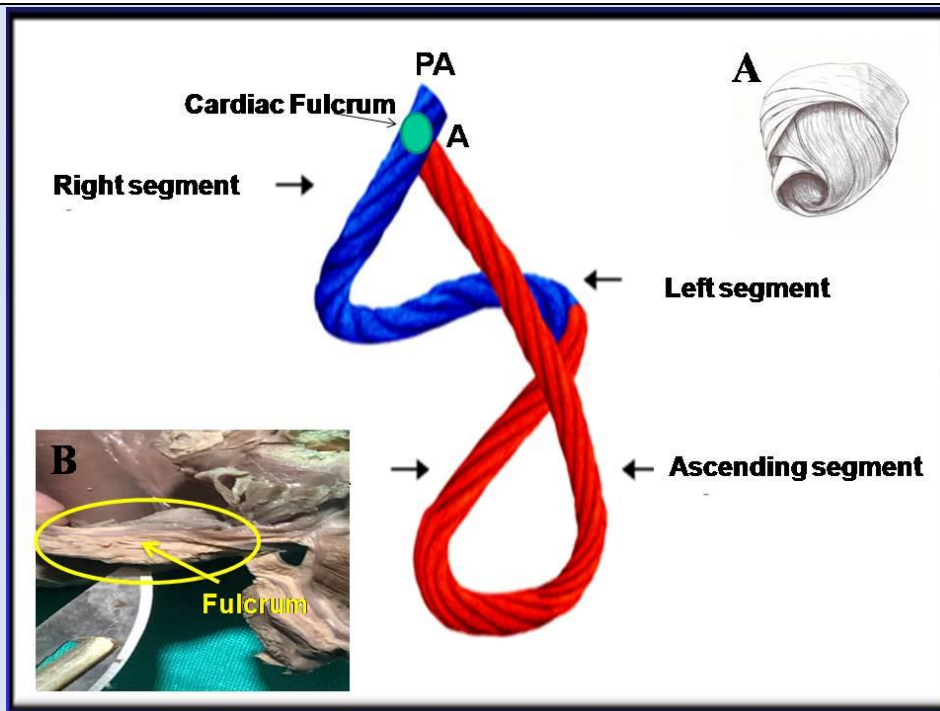 PA
A
Cardiac Fulcrum
A
Right segment
Left segment
B
Ascending segment
Fulcrum